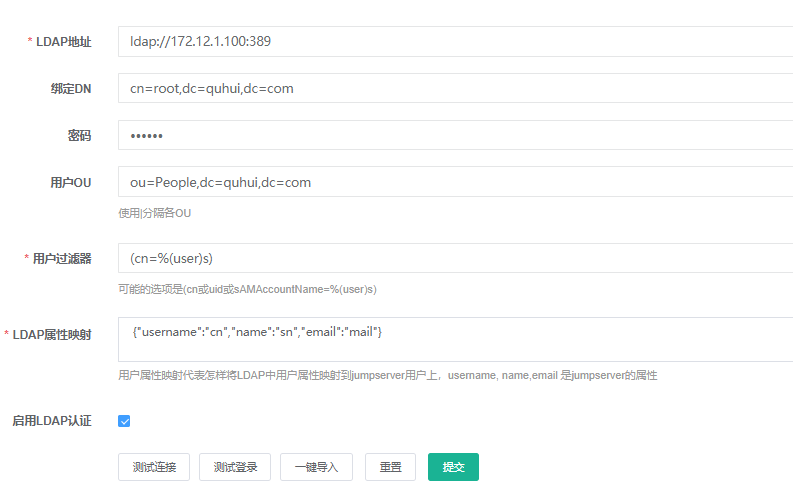 * LDAP地址 ldap://172.12.1.100:389
绑定DN cn=root,dc=quhui,dc=com
密码 ••••••
用户OU ou=People,dc=quhui,dc=com
使用|分隔各OU
* 用户过滤器 (cn=%(user)s)
可能的选项是(cn或uid或sAMAccountName=%(user)s)
* LDAP属性映射 {"username":"cn","name":"sn","email":"mail"}
用户属性映射代表怎样将LDAP中用户属性映射到jumpserver用户上，username, name,email 是jumpserver的属性
启用LDAP认证
测试连接 测试登录 一键导入 重置 提交